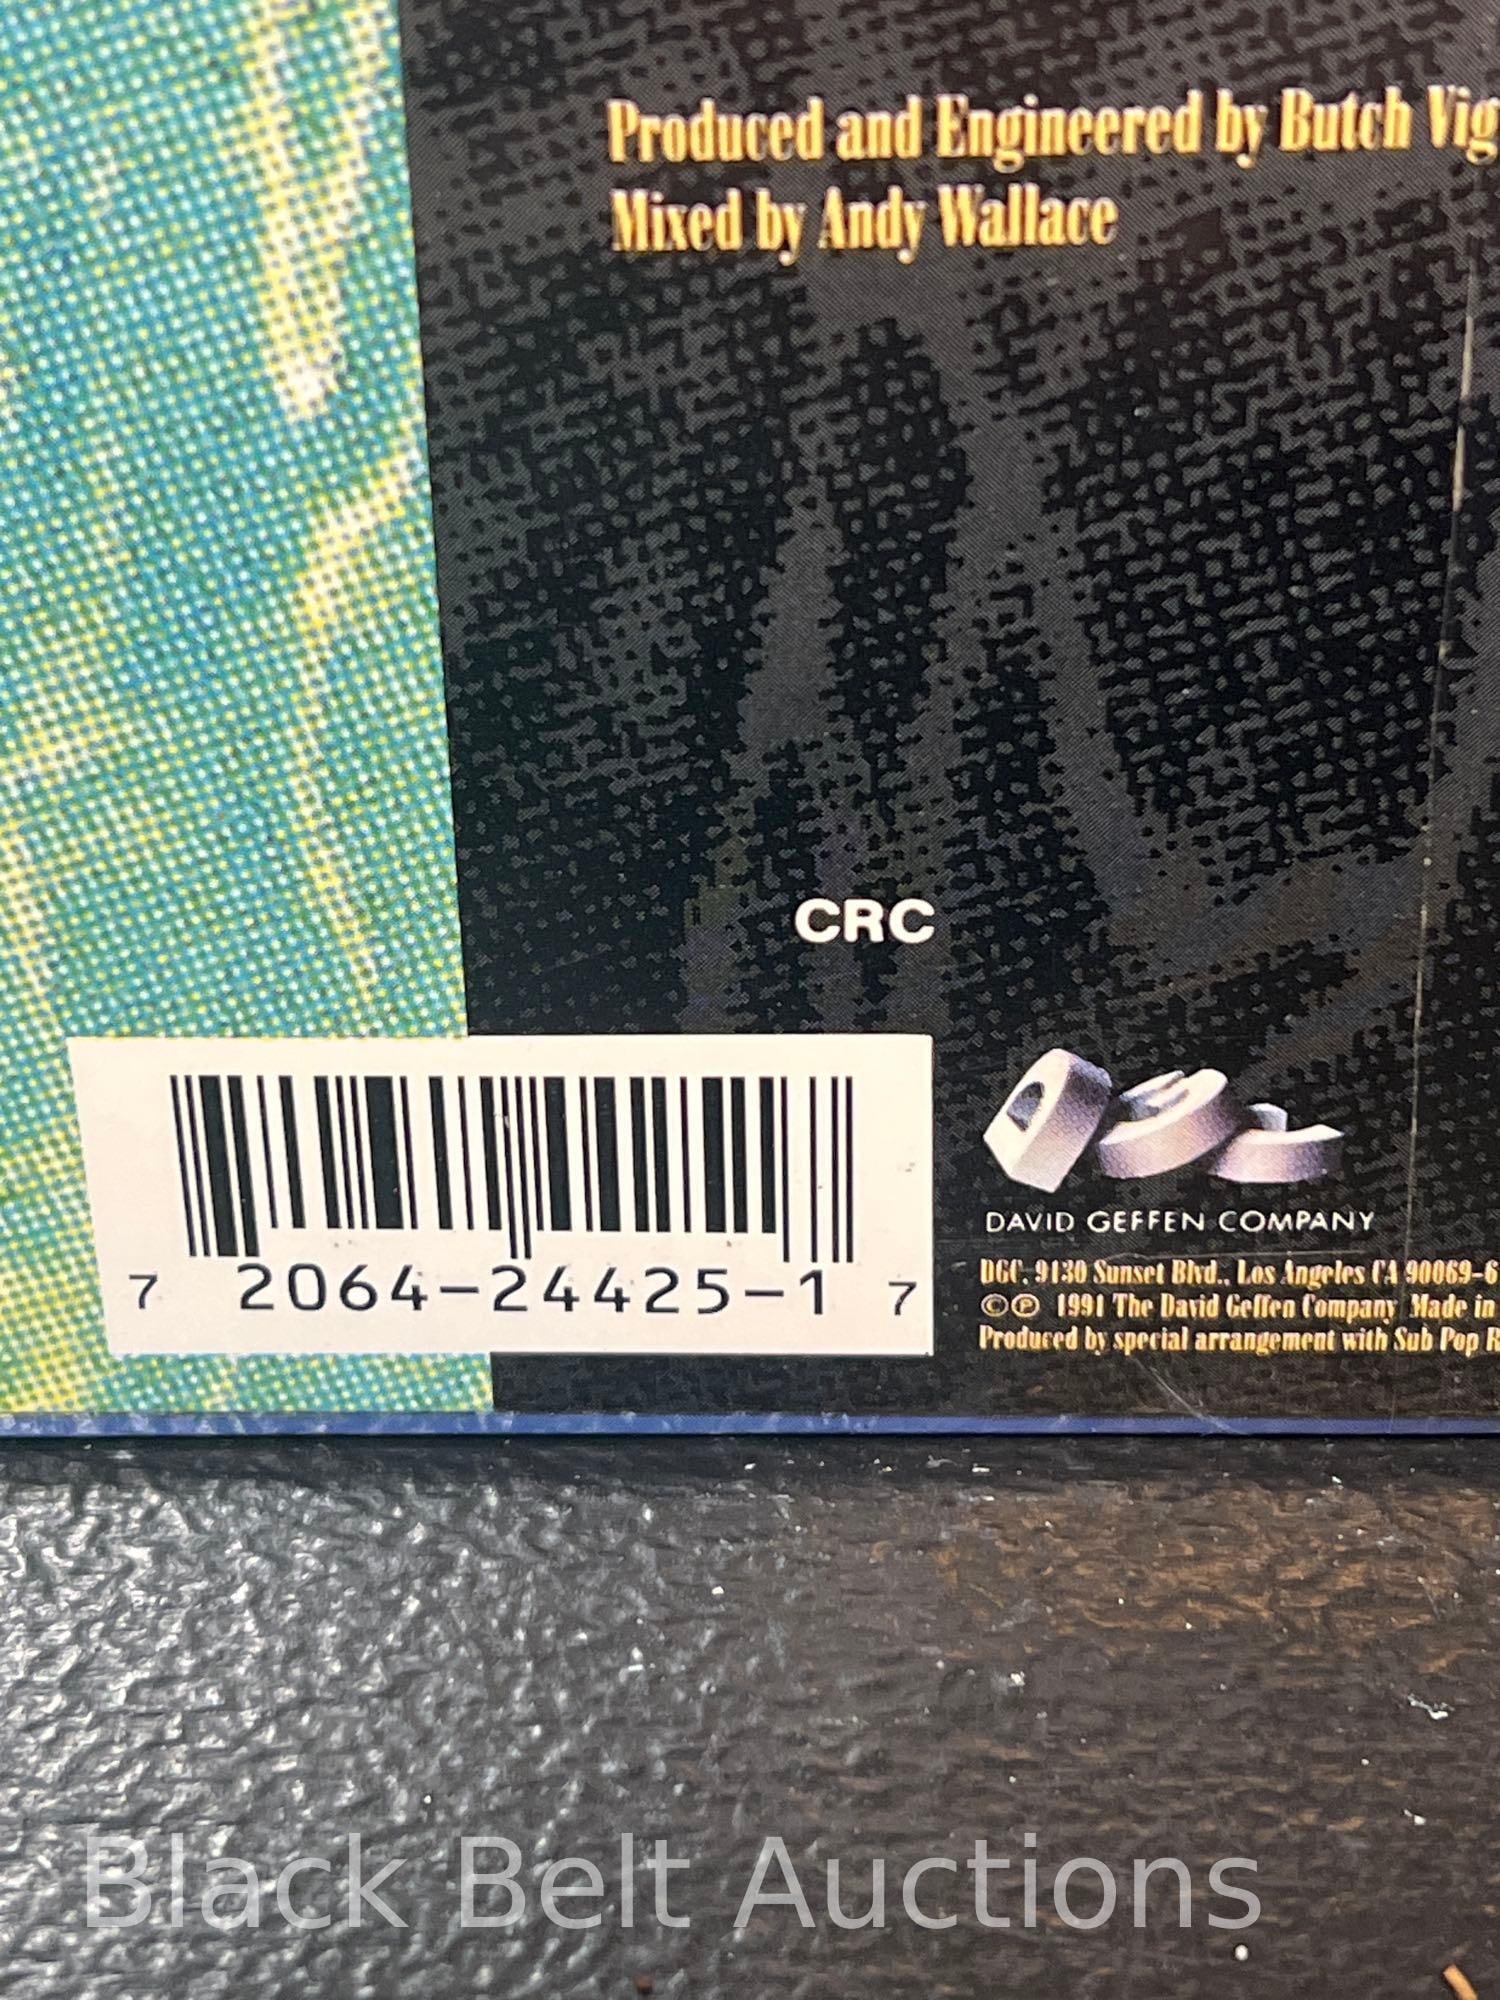 Produced and Engineered by Butch Vig
Mixed by Andy Wallace
CRC
7 2064-24425-1 7
DAVID GEFFEN COMPANY
DGC, 9130 Sunset Blvd., Los Angeles CA 90069-6
©℗ 1991 The David Geffen Company Made in
Produced by special arrangement with Sub Pop R
Black Belt Auctions